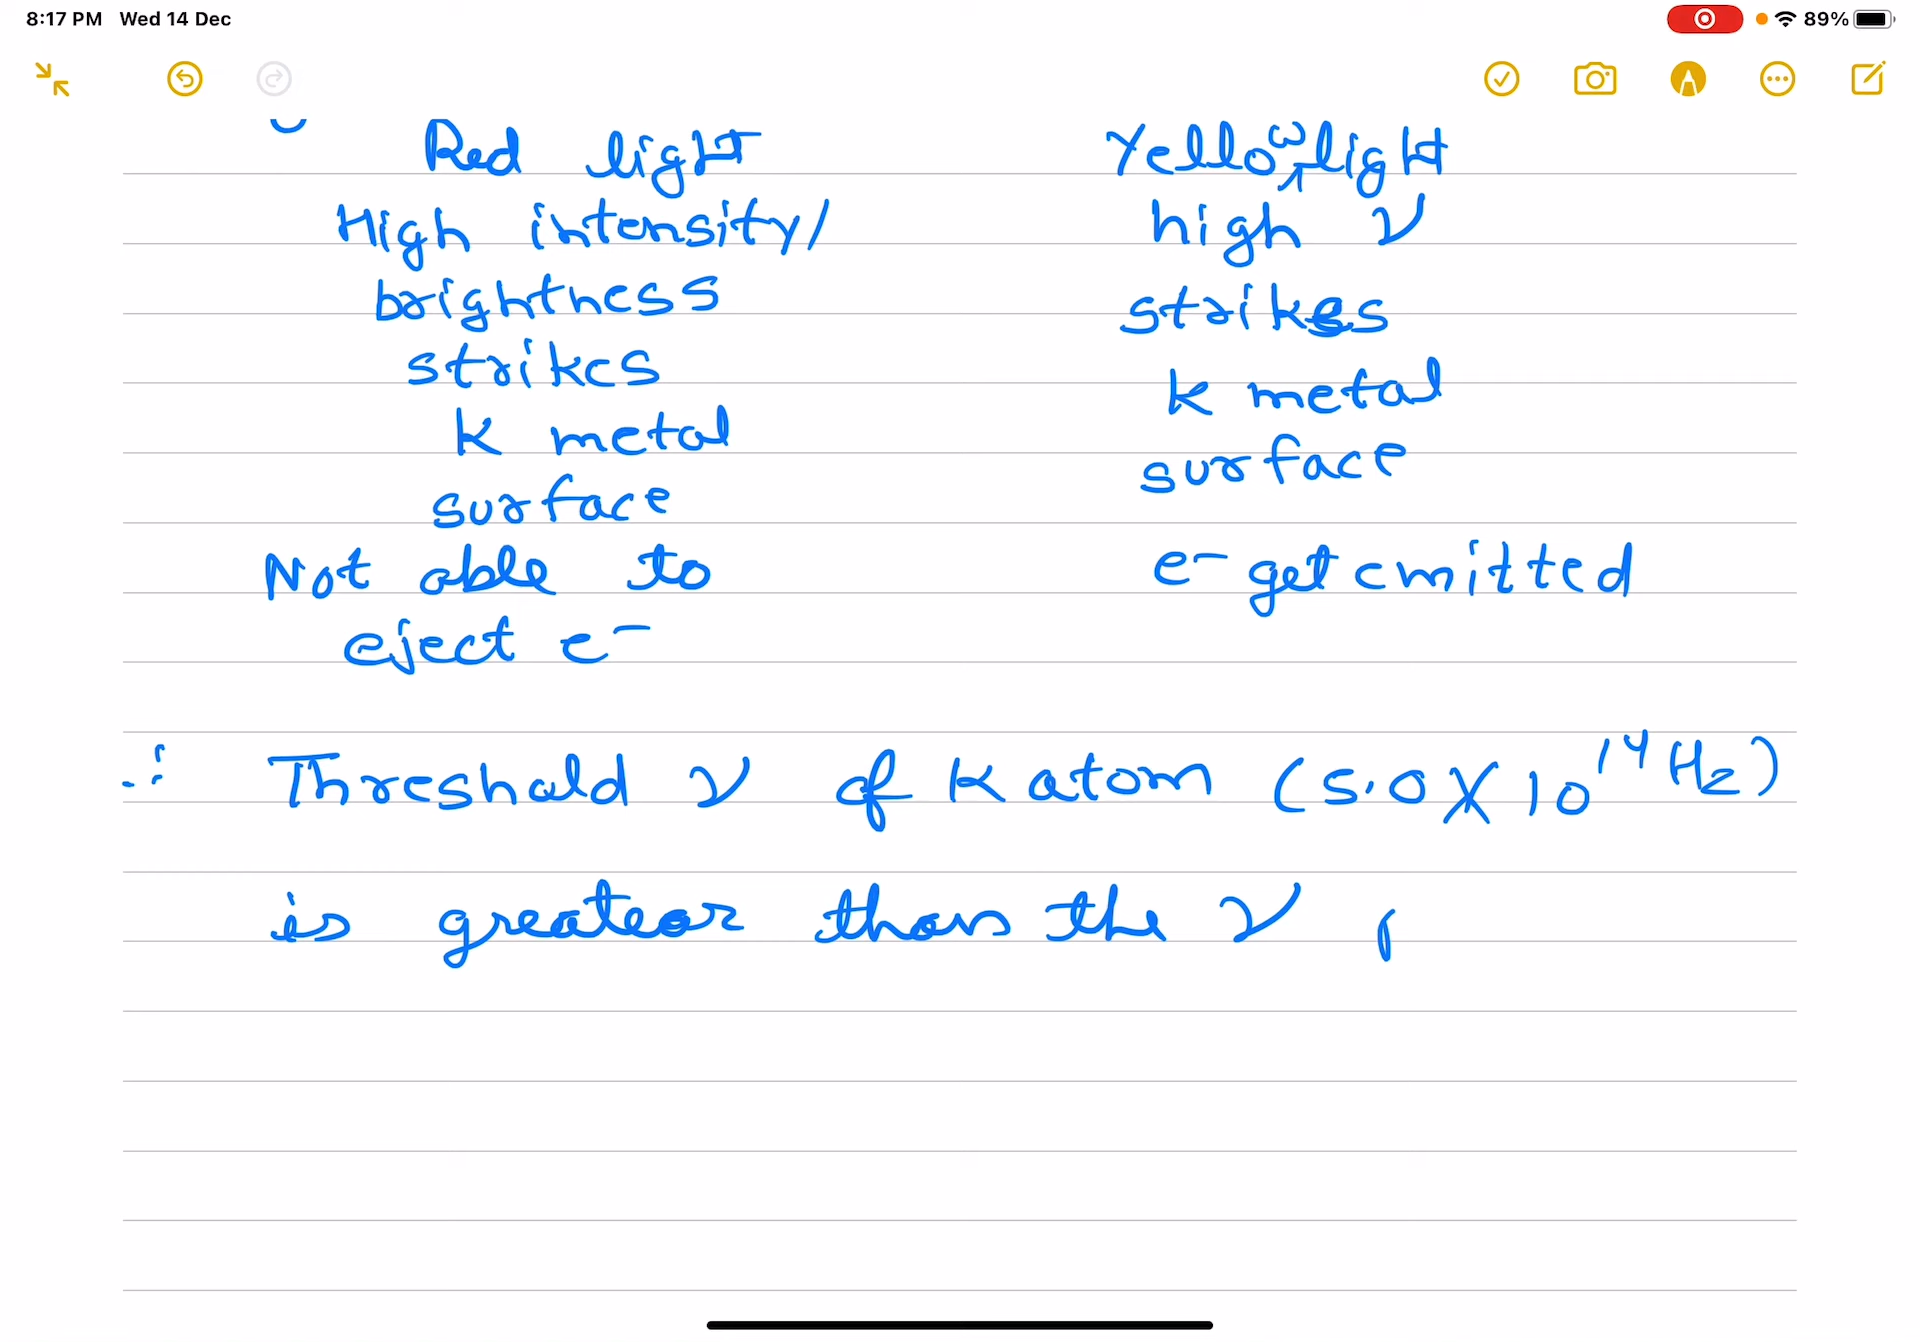 8:17 PM Wed 14 Dec 89%
Red light
High intensity/
brightness
strikes
K metal
surface
Not able to
eject e⁻
Yellow light
high ν
strikes
K metal
surface
e⁻ get emitted
∴ Threshold ν of K atom (5.0 X 10¹⁴ Hz)
is greater than the ν (